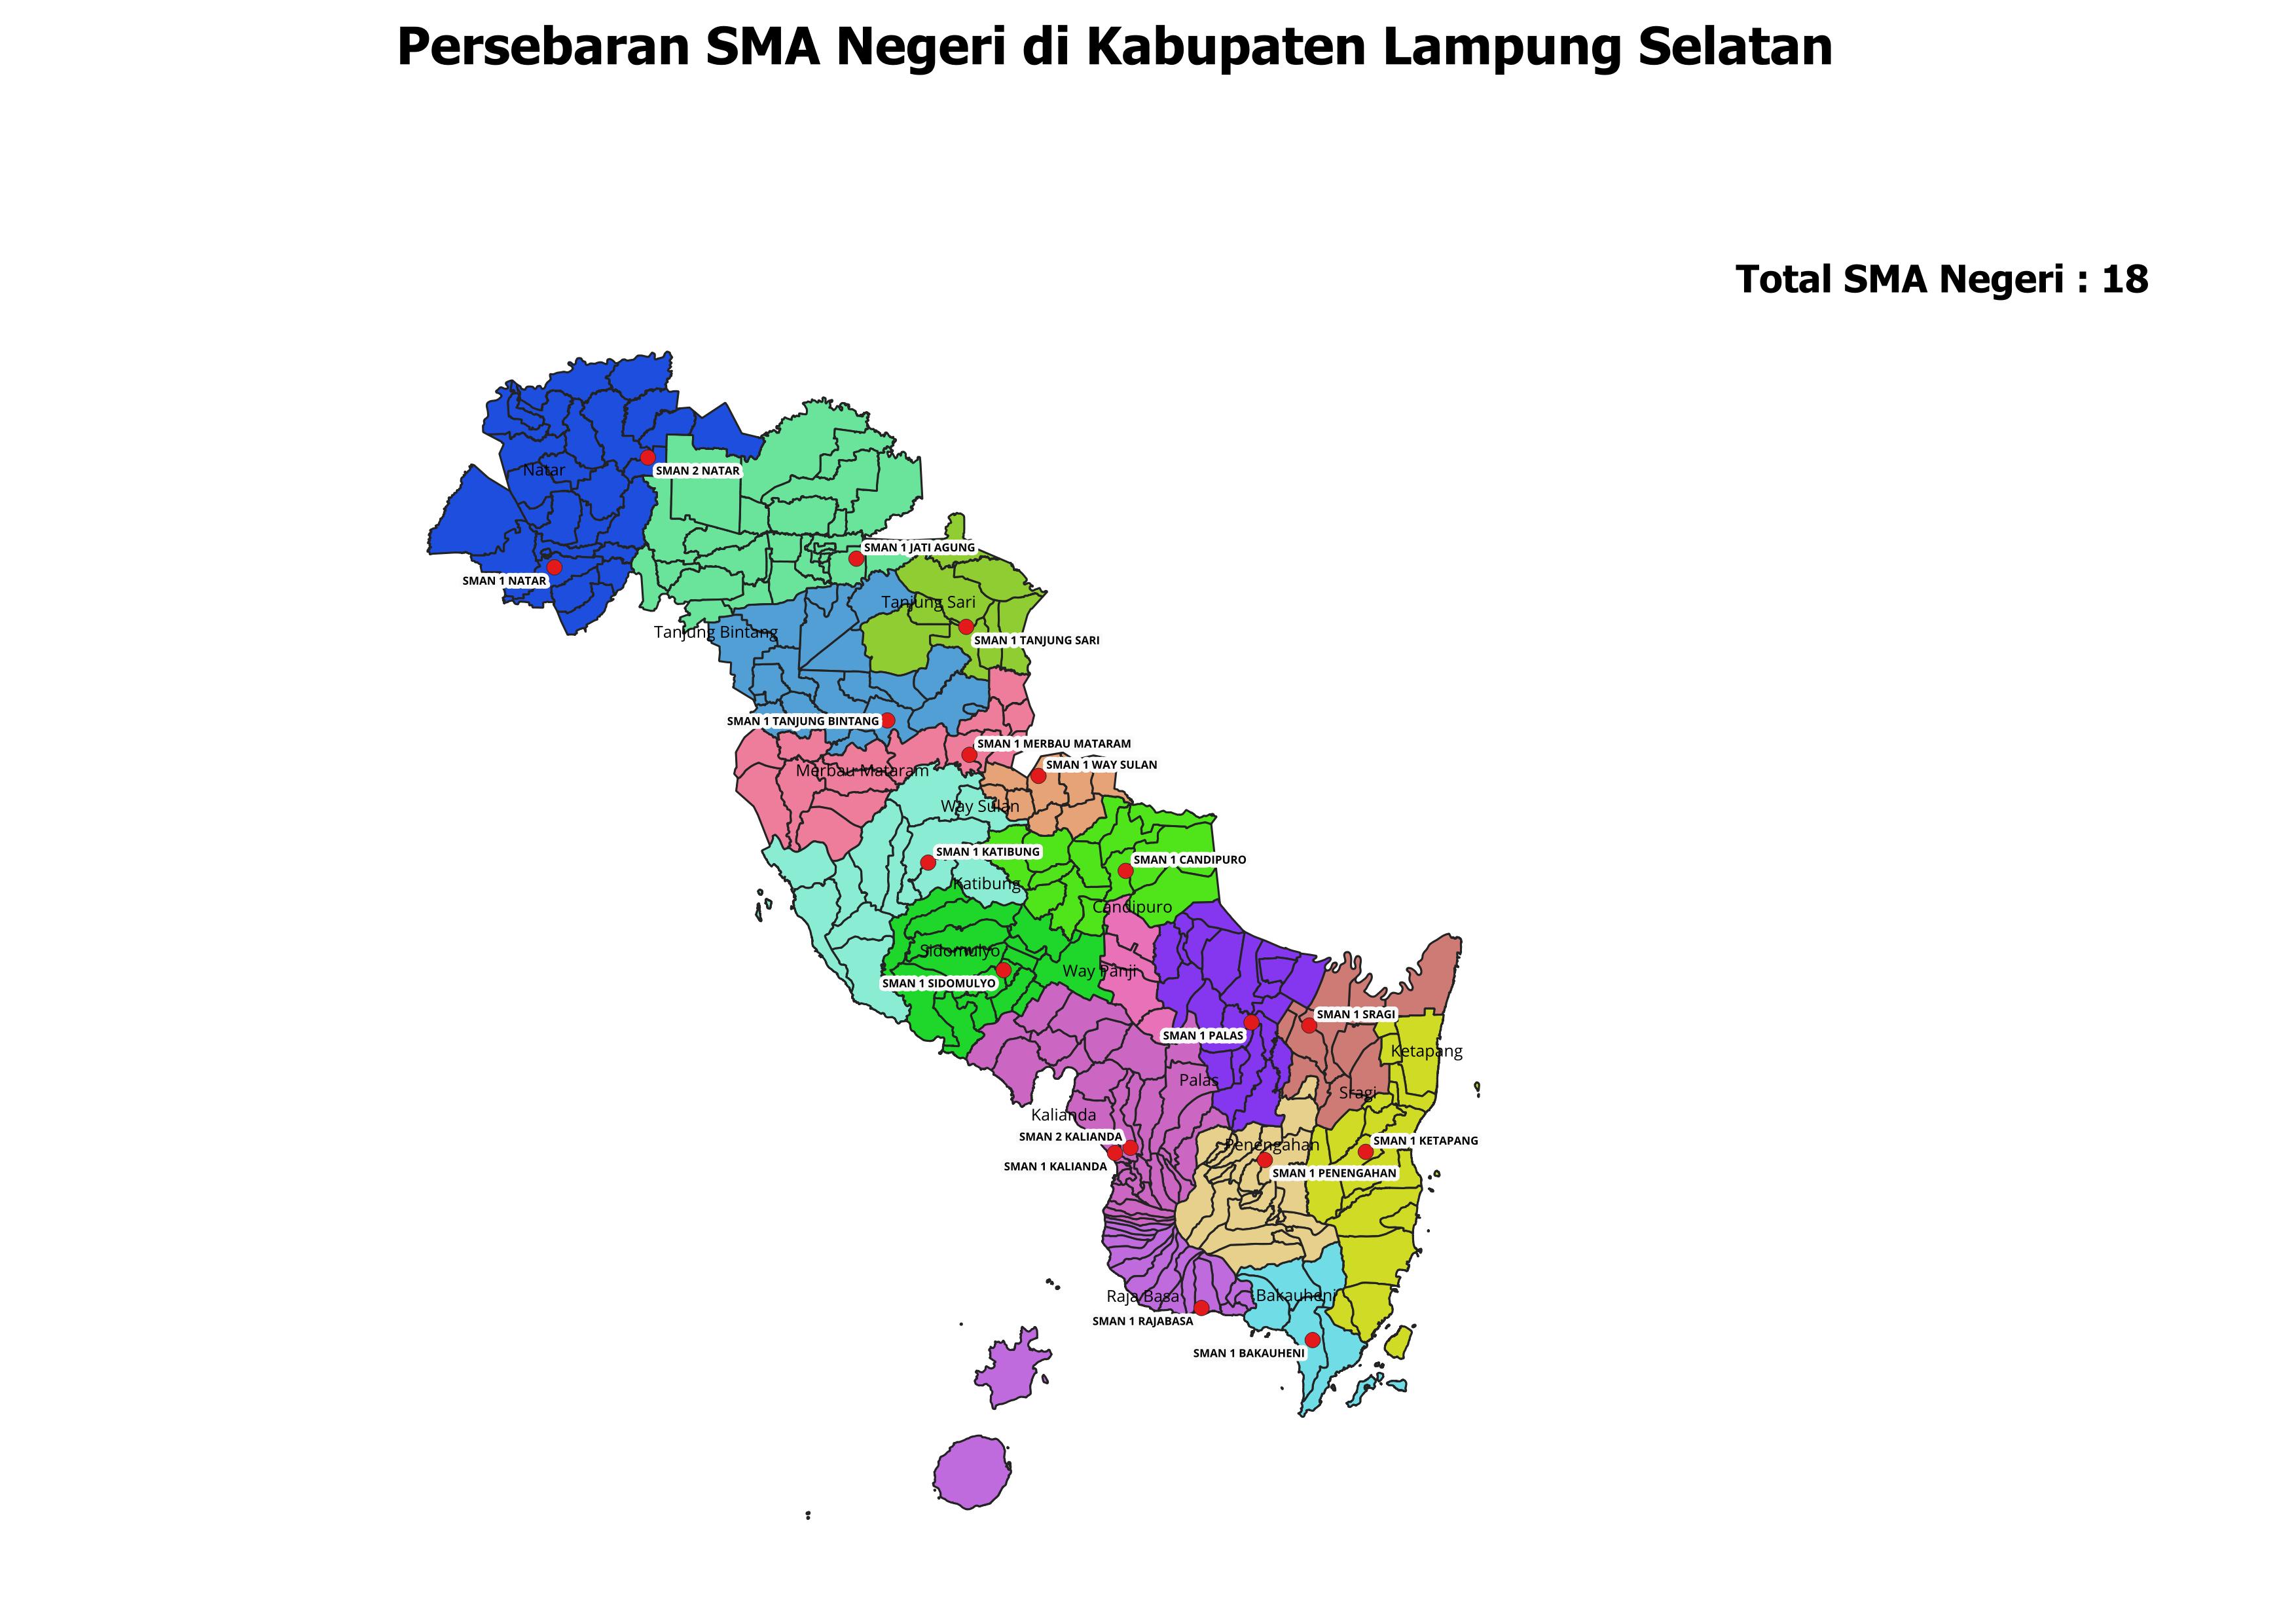 Persebaran SMA Negeri di Kabupaten Lampung Selatan
Total SMA Negeri : 18
Natar
SMAN 2 NATAR
SMAN 1 JATI AGUNG
SMAN 1 NATAR
Tanjung Sari
Tanjung Bintang
SMAN 1 TANJUNG SARI
SMAN 1 TANJUNG BINTANG
SMAN 1 MERBAU MATARAM
SMAN 1 WAY SULAN
Merbau Mataram
Way Sulan
SMAN 1 KATIBUNG
SMAN 1 CANDIPURO
Katibung
Candipuro
Sidomulyo
Way Panji
SMAN 1 SIDOMULYO
SMAN 1 SRAGI
SMAN 1 PALAS
Ketapang
Palas
Sragi
Kalianda
SMAN 2 KALIANDA
SMAN 1 KETAPANG
Penengahan
SMAN 1 KALIANDA
SMAN 1 PENENGAHAN
Raja Basa
Bakauheni
SMAN 1 RAJABASA
SMAN 1 BAKAUHENI